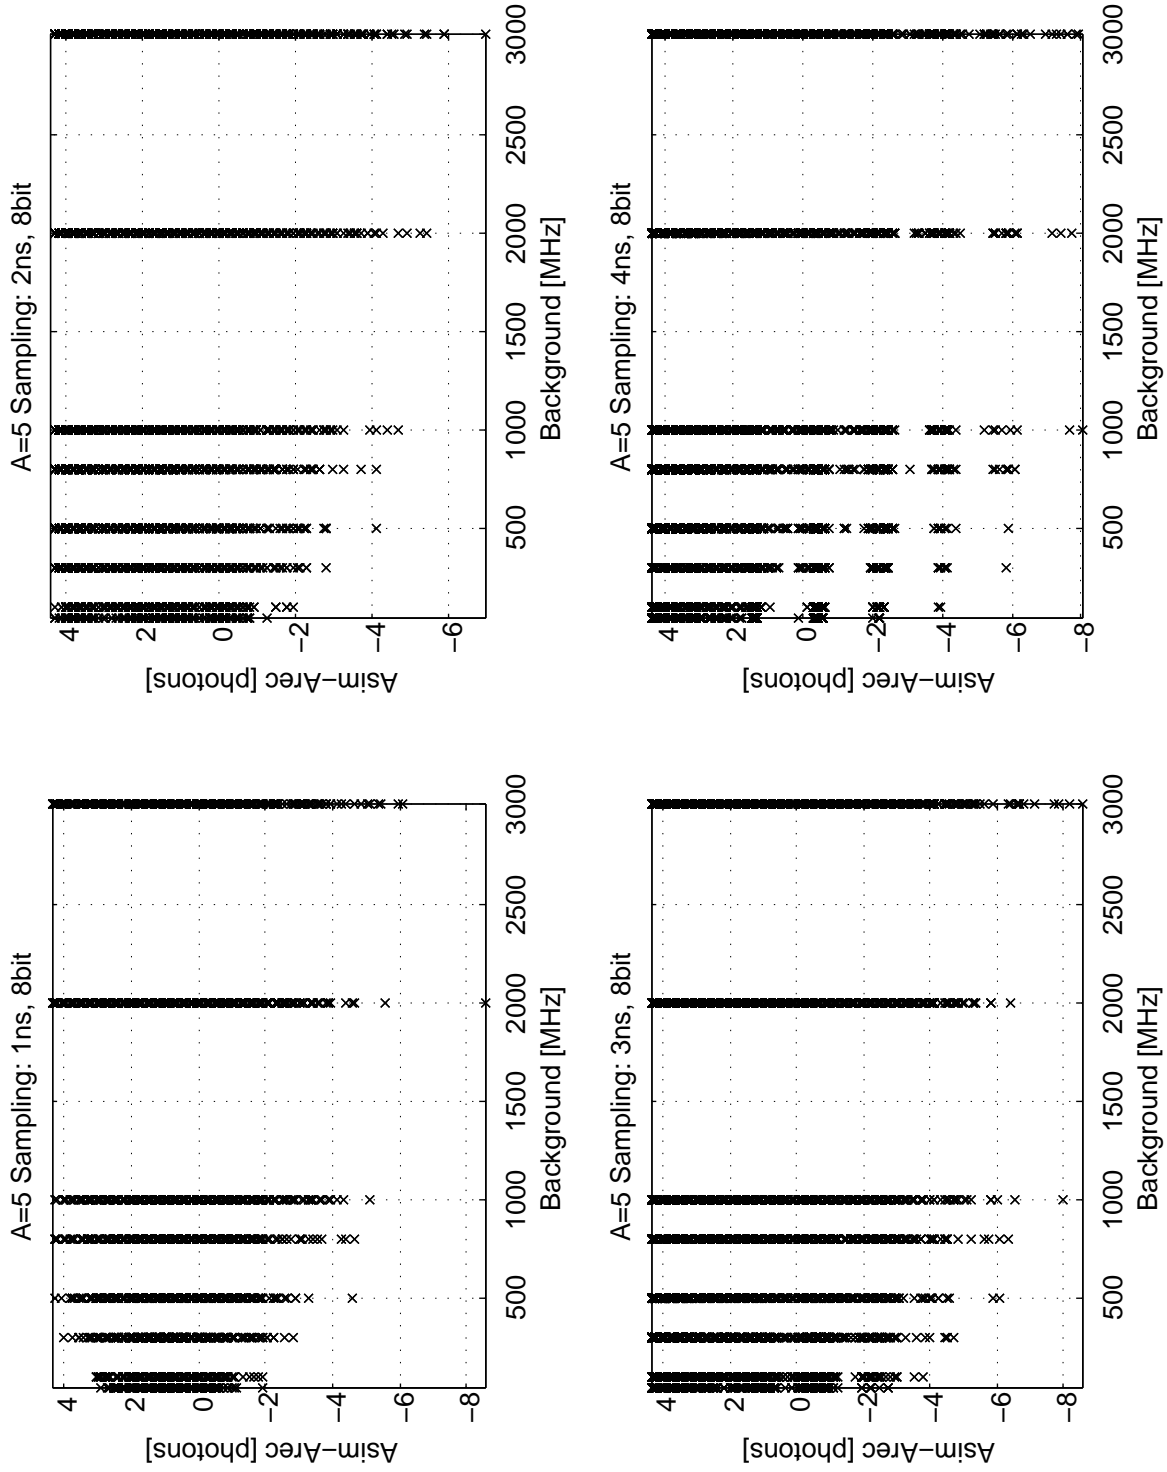 A=5 Sampling: 1ns, 8bit
Asim−Arec [photons]
4
2
0
−2
−4
−6
−8
500 1000 1500 2000 2500 3000
Background [MHz]
A=5 Sampling: 2ns, 8bit
Asim−Arec [photons]
4
2
0
−2
−4
−6
500 1000 1500 2000 2500 3000
Background [MHz]
A=5 Sampling: 3ns, 8bit
Asim−Arec [photons]
4
2
0
−2
−4
−6
−8
500 1000 1500 2000 2500 3000
Background [MHz]
A=5 Sampling: 4ns, 8bit
Asim−Arec [photons]
4
2
0
−2
−4
−6
−8
500 1000 1500 2000 2500 3000
Background [MHz]